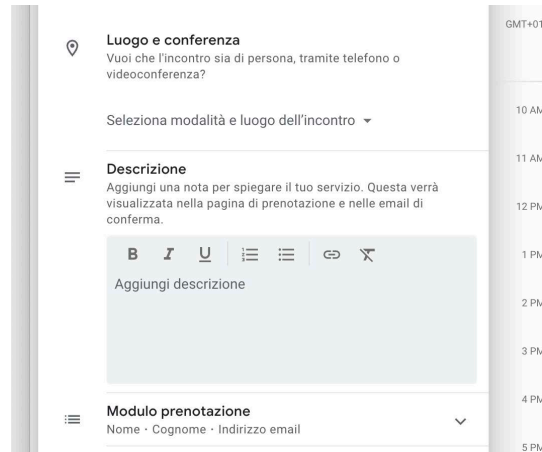 GMT+01
Luogo e conferenza
Vuoi che l'incontro sia di persona, tramite telefono o
videoconferenza?
10 AM
Seleziona modalità e luogo dell'incontro
11 AM
Descrizione
Aggiungi una nota per spiegare il tuo servizio. Questa verrà
visualizzata nella pagina di prenotazione e nelle email di
conferma.
12 PM
B I U
1 PM
Aggiungi descrizione
2 PM
3 PM
4 PM
Modulo prenotazione
Nome · Cognome · Indirizzo email
5 PM